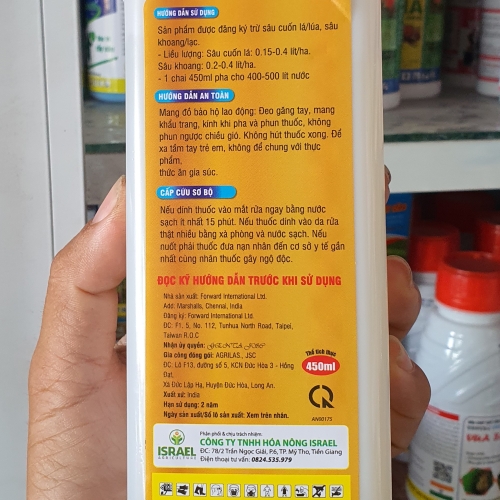 HƯỚNG DẪN SỬ DỤNG
Sản phẩm được đăng ký trừ sâu cuốn lá/lúa, sâu
khoang/lạc.
- Liều lượng: Sâu cuốn lá: 0.15-0.4 lít/ha.
Sâu khoang: 0.2-0.4 lít/ha.
- 1 chai 450ml pha cho 400-500 lít nước
HƯỚNG DẪN AN TOÀN
Mang đồ bảo hộ lao động: Đeo găng tay, mang
khẩu trang, kính khi pha và phun thuốc, không
phun ngược chiều gió. Không hút thuốc xong. Để
xa tầm tay trẻ em, không để chung với thực
phẩm,
thức ăn gia súc.
CẤP CỨU SƠ BỘ
Nếu dính thuốc vào mắt rửa ngay bằng nước
sạch ít nhất 15 phút. Nếu thuốc dính vào da rửa
thật nhiều bằng xà phòng và nước sạch. Nếu
nuốt phải thuốc đưa nạn nhân đến cơ sở y tế gần
nhất cùng nhãn thuốc gây ngộ độc.
ĐỌC KỸ HƯỚNG DẪN TRƯỚC KHI SỬ DỤNG
Nhà sản xuất: Forward International Ltd.
Add: Marshalls, Chennai, India
Đăng ký: Forward International Ltd.
ĐC: F1, 5, No. 112, Tunhua North Road, Taipei,
Taiwan R.O.C
Nhận ủy quyền:
Gia công đóng gói: AGRILAS., JSC
ĐC: Lô F13, đường số 5, KCN Đức Hòa 3 - Hồng
Đạt,
Xã Đức Lập Hạ, Huyện Đức Hòa, Long An.
Xuất xứ: India
Hạn sử dụng: 2 năm
Ngày sản xuất/Số lô sản xuất: Xem trên nhãn.
Thể tích thực
450ml
AN80175
ISRAEL
AGRICULTURE
Phân phối & chịu trách nhiệm
CÔNG TY TNHH HÓA NÔNG ISRAEL
ĐC: 78/2 Trần Ngọc Giải, P.6, TP. Mỹ Tho, Tiền Giang
Điện thoại tư vấn: 0824.535.979